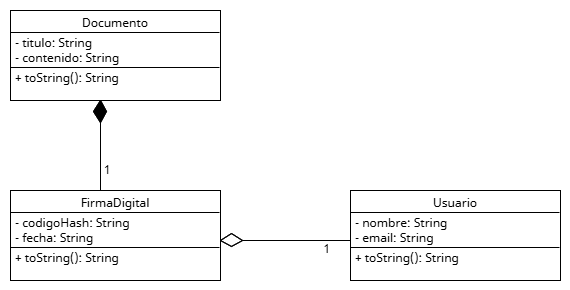 Documento
- titulo: String
- contenido: String
+ toString(): String
1
FirmaDigital
- codigoHash: String
- fecha: String
+ toString(): String
1
Usuario
- nombre: String
- email: String
+ toString(): String